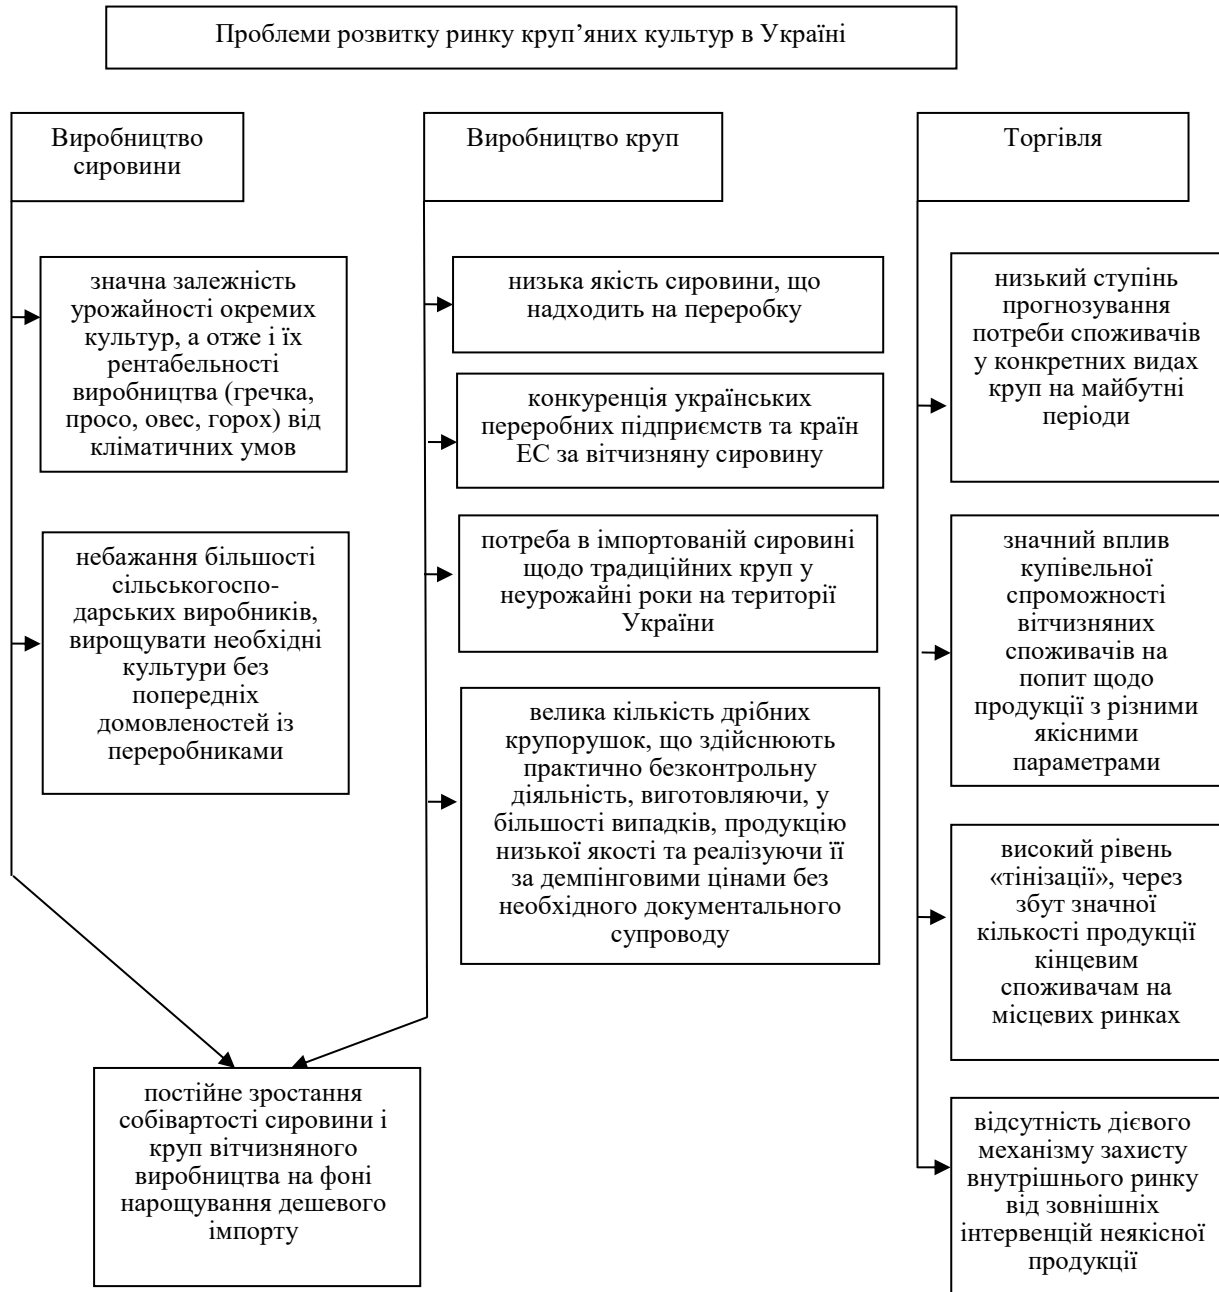 Проблеми розвитку ринку круп’яних культур в Україні
Виробництво
сировини
значна залежність
урожайності окремих
культур, а отже і їх
рентабельності
виробництва (гречка,
просо, овес, горох) від
кліматичних умов
небажання більшості
сільськогоспо-
дарських виробників,
вирощувати необхідні
культури без
попередніх
домовленостей із
переробниками
Виробництво круп
низька якість сировини, що
надходить на переробку
конкуренція українських
переробних підприємств та країн
ЕС за вітчизняну сировину
потреба в імпортованій сировині
щодо традиційних круп у
неурожайні роки на території
України
велика кількість дрібних
крупорушок, що здійснюють
практично безконтрольну
діяльність, виготовляючи, у
більшості випадків, продукцію
низької якості та реалізуючи її
за демпінговими цінами без
необхідного документального
супроводу
постійне зростання
собівартості сировини і
круп вітчизняного
виробництва на фоні
нарощування дешевого
імпорту
Торгівля
низький ступінь
прогнозування
потреби споживачів
у конкретних видах
круп на майбутні
періоди
значний вплив
купівельної
спроможності
вітчизняних
споживачів на
попит щодо
продукції з різними
якісними
параметрами
високий рівень
«тінізації», через
збут значної
кількості продукції
кінцевим
споживачам на
місцевих ринках
відсутність дієвого
механізму захисту
внутрішнього ринку
від зовнішніх
інтервенцій неякісної
продукції